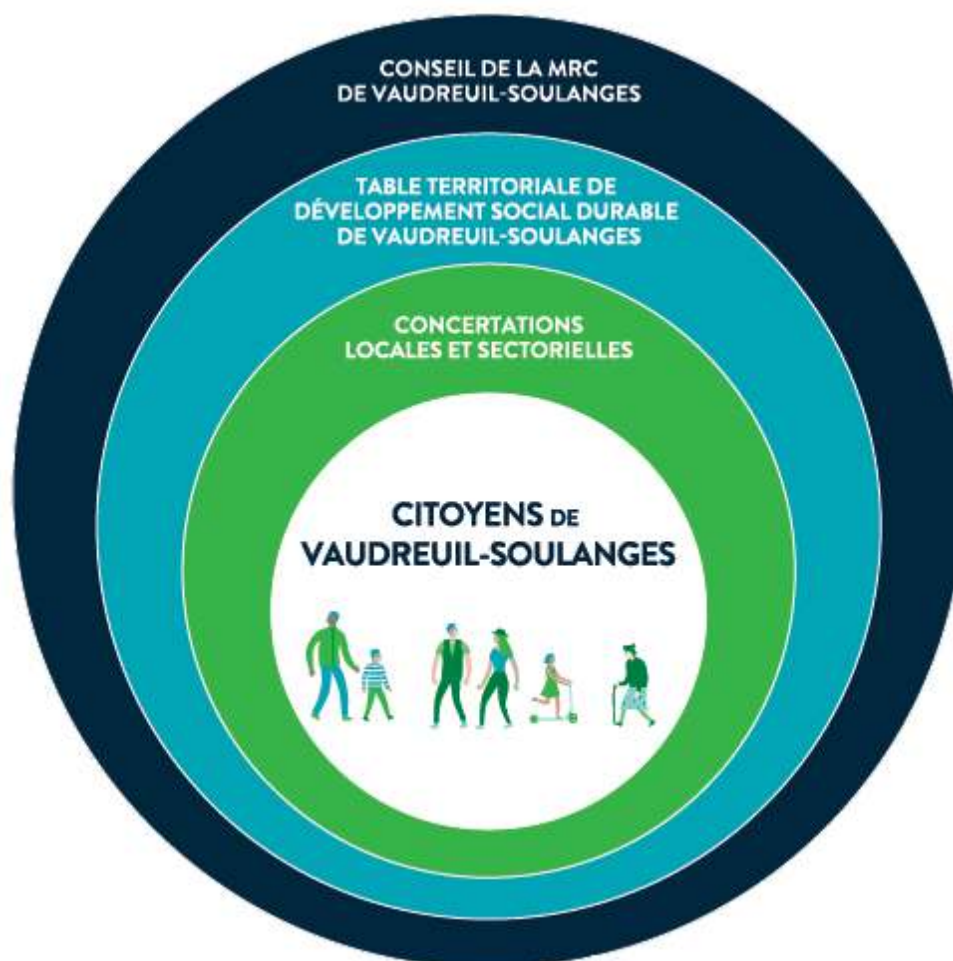 CONSEIL DE LA MRC
DE VAUDREUIL-SOULANGES
TABLE TERRITORIALE DE
DÉVELOPPEMENT SOCIAL DURABLE
DE VAUDREUIL-SOULANGES
CONCERTATIONS
LOCALES ET SECTORIELLES
CITOYENS DE
VAUDREUIL-SOULANGES